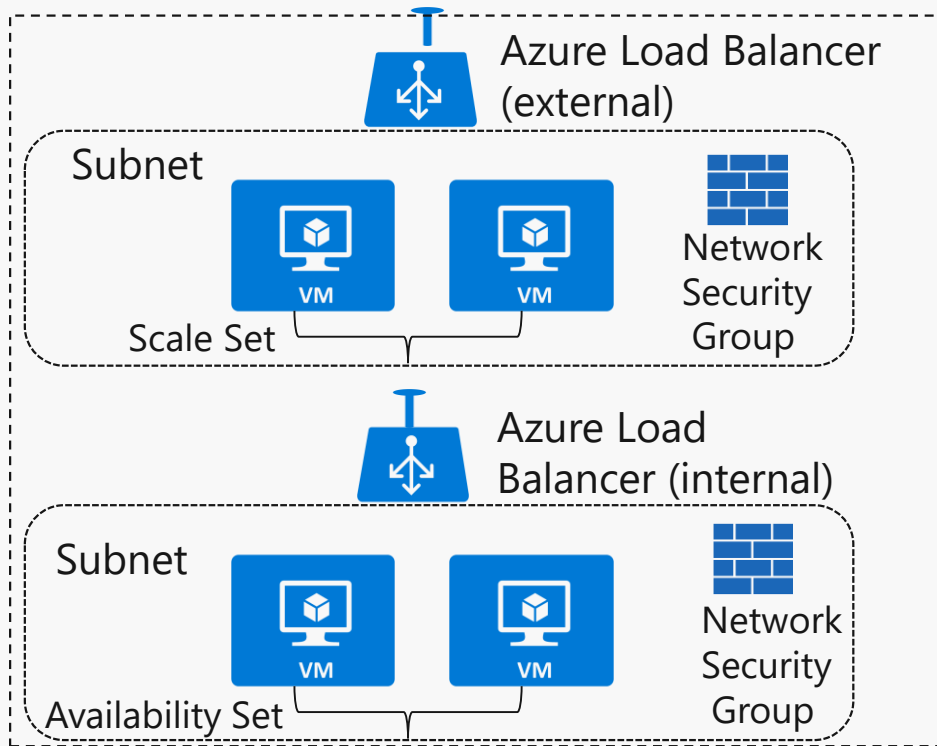 Azure Load Balancer
(external)
Subnet
VM
VM
Network
Security
Group
Scale Set
Azure Load
Balancer (internal)
Subnet
VM
VM
Network
Security
Group
Availability Set